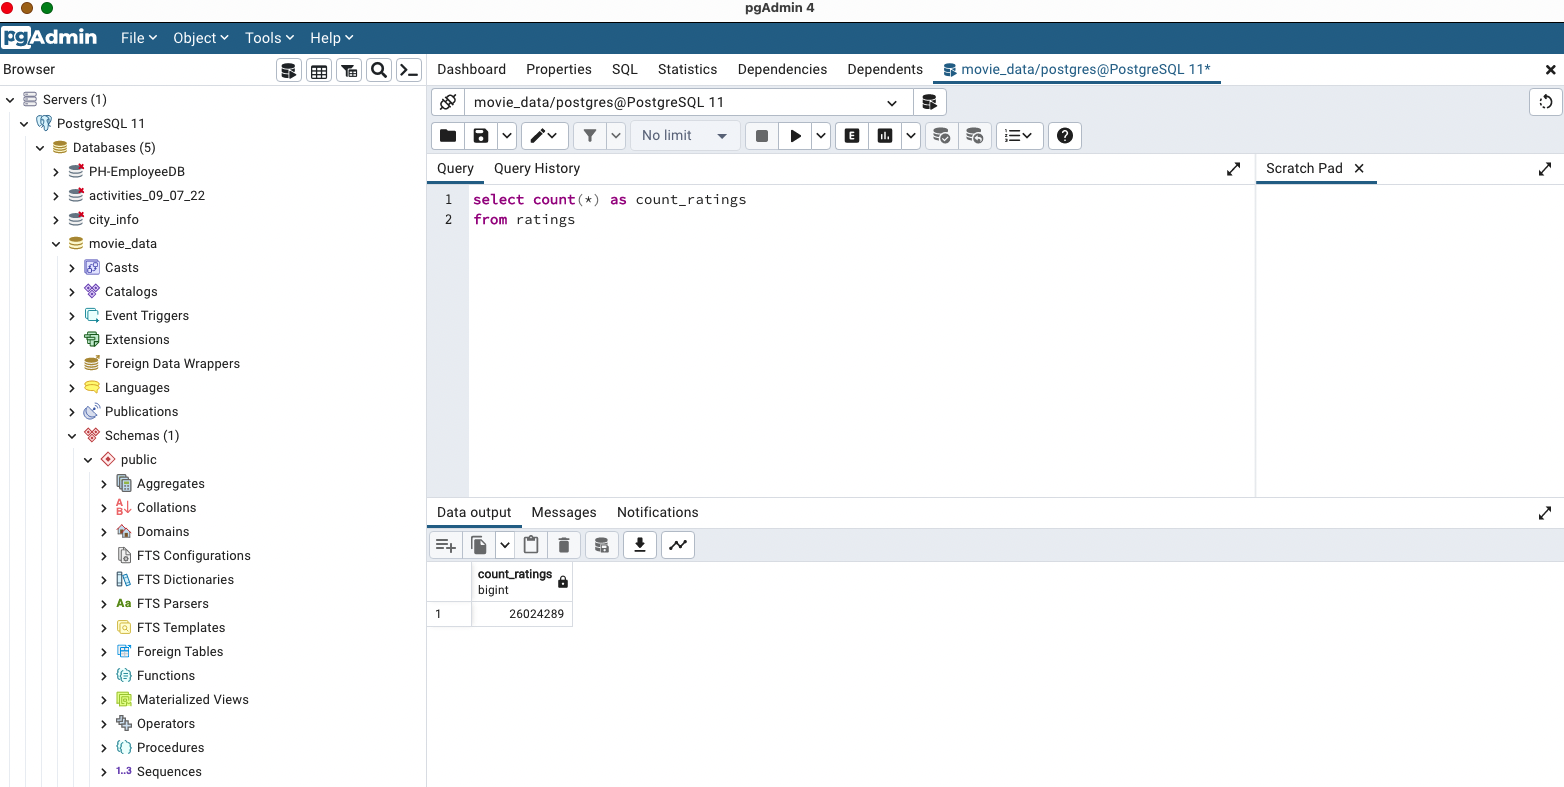 pgAdmin 4
pgAdmin File Object Tools Help
Browser
Servers (1)
PostgreSQL 11
Databases (5)
PH-EmployeeDB
activities_09_07_22
city_info
movie_data
Casts
Catalogs
Event Triggers
Extensions
Foreign Data Wrappers
Languages
Publications
Schemas (1)
public
Aggregates
Collations
Domains
FTS Configurations
FTS Dictionaries
Aa FTS Parsers
FTS Templates
Foreign Tables
Functions
Materialized Views
Operators
Procedures
1..3 Sequences
Dashboard Properties SQL Statistics Dependencies Dependents movie_data/postgres@PostgreSQL 11*
movie_data/postgres@PostgreSQL 11
No limit E
Query Query History
1 select count(*) as count_ratings
2 from ratings
Scratch Pad
Data output Messages Notifications
count_ratings
bigint
1 26024289